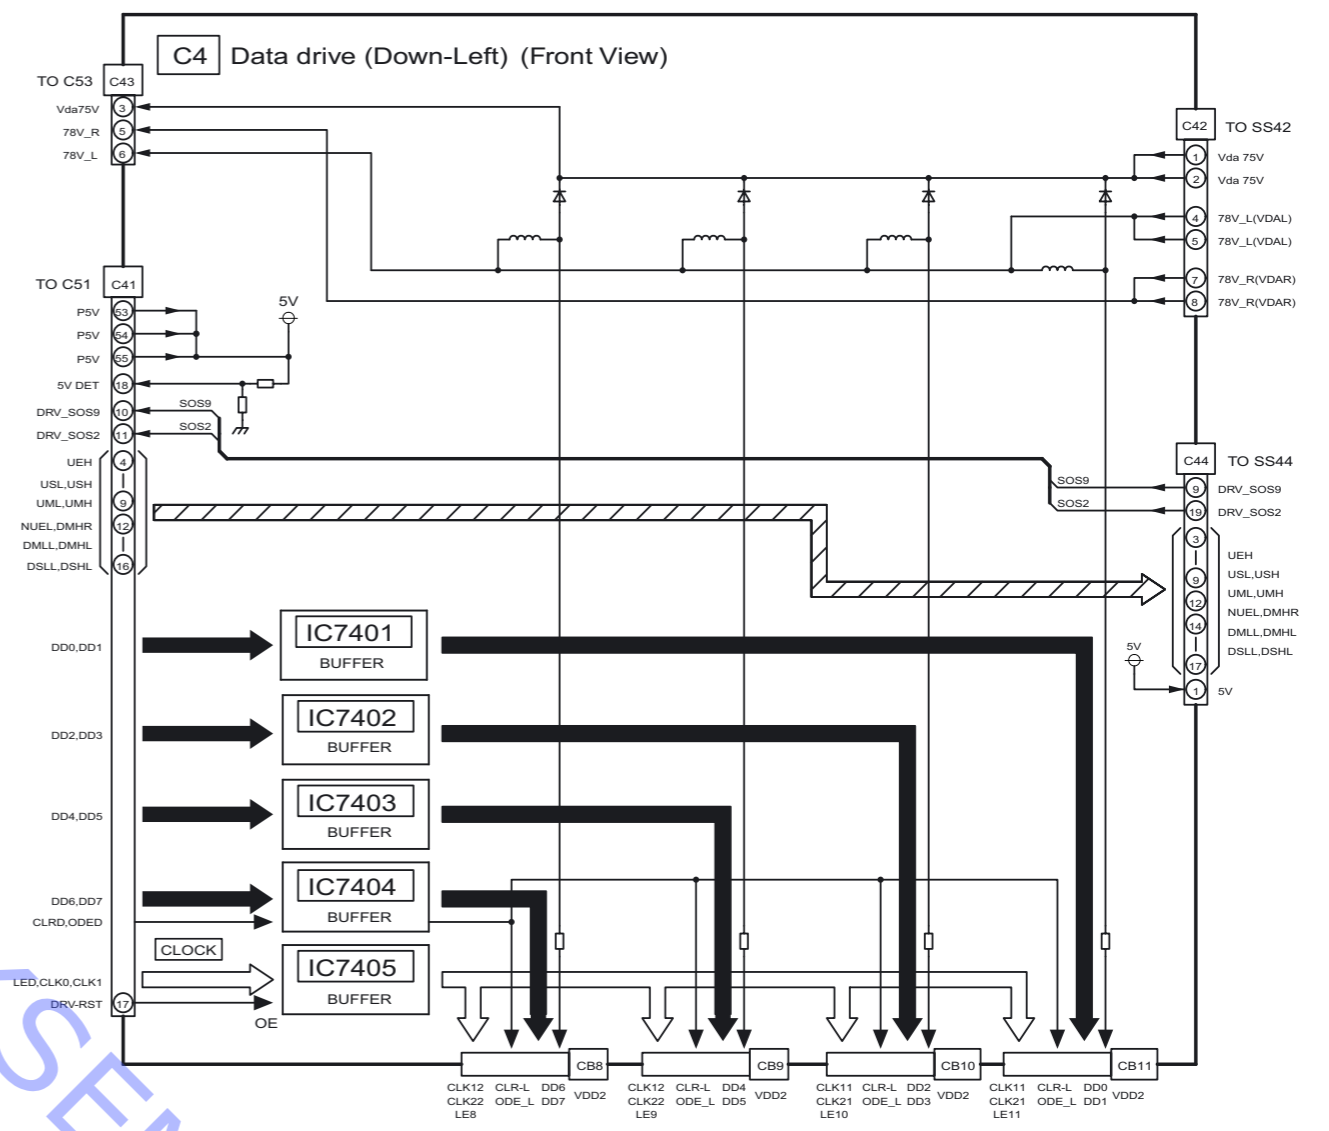 C4 Data drive (Down-Left) (Front View)
TO C53 C43
Vda75V 3
78V_R 5
78V_L 6
C42 TO SS42
1 Vda 75V
2 Vda 75V
4 78V_L(VDAL)
5 78V_L(VDAL)
7 78V_R(VDAR)
8 78V_R(VDAR)
TO C51 C41
P5V 53
P5V 54
P5V 55
5V
5V DET 18
DRV_SOS9 10 SOS9
DRV_SOS2 11 SOS2
UEH 4
USL,USH
UML,UMH 9
NUEL,DMHR 12
DMLL,DMHL
DSLL,DSHL 16
C44 TO SS44
SOS9 9 DRV_SOS9
SOS2 19 DRV_SOS2
3
UEH
9 USL,USH
12 UML,UMH
NUEL,DMHR
14 DMLL,DMHL
DSLL,DSHL
17
5V
1 5V
DD0,DD1
IC7401
BUFFER
DD2,DD3
IC7402
BUFFER
DD4,DD5
IC7403
BUFFER
DD6,DD7
CLRD,ODED
IC7404
BUFFER
CLOCK
LED,CLK0,CLK1
DRV-RST 17
OE
IC7405
BUFFER
CB8
CB9
CB10
CB11
CLK12 CLR-L DD6
CLK22 ODE_L DD7 VDD2
LE8
CLK12 CLR-L DD4
CLK22 ODE_L DD5 VDD2
LE9
CLK11 CLR-L DD2
CLK21 ODE_L DD3 VDD2
LE10
CLK11 CLR-L DD0
CLK21 ODE_L DD1 VDD2
LE11